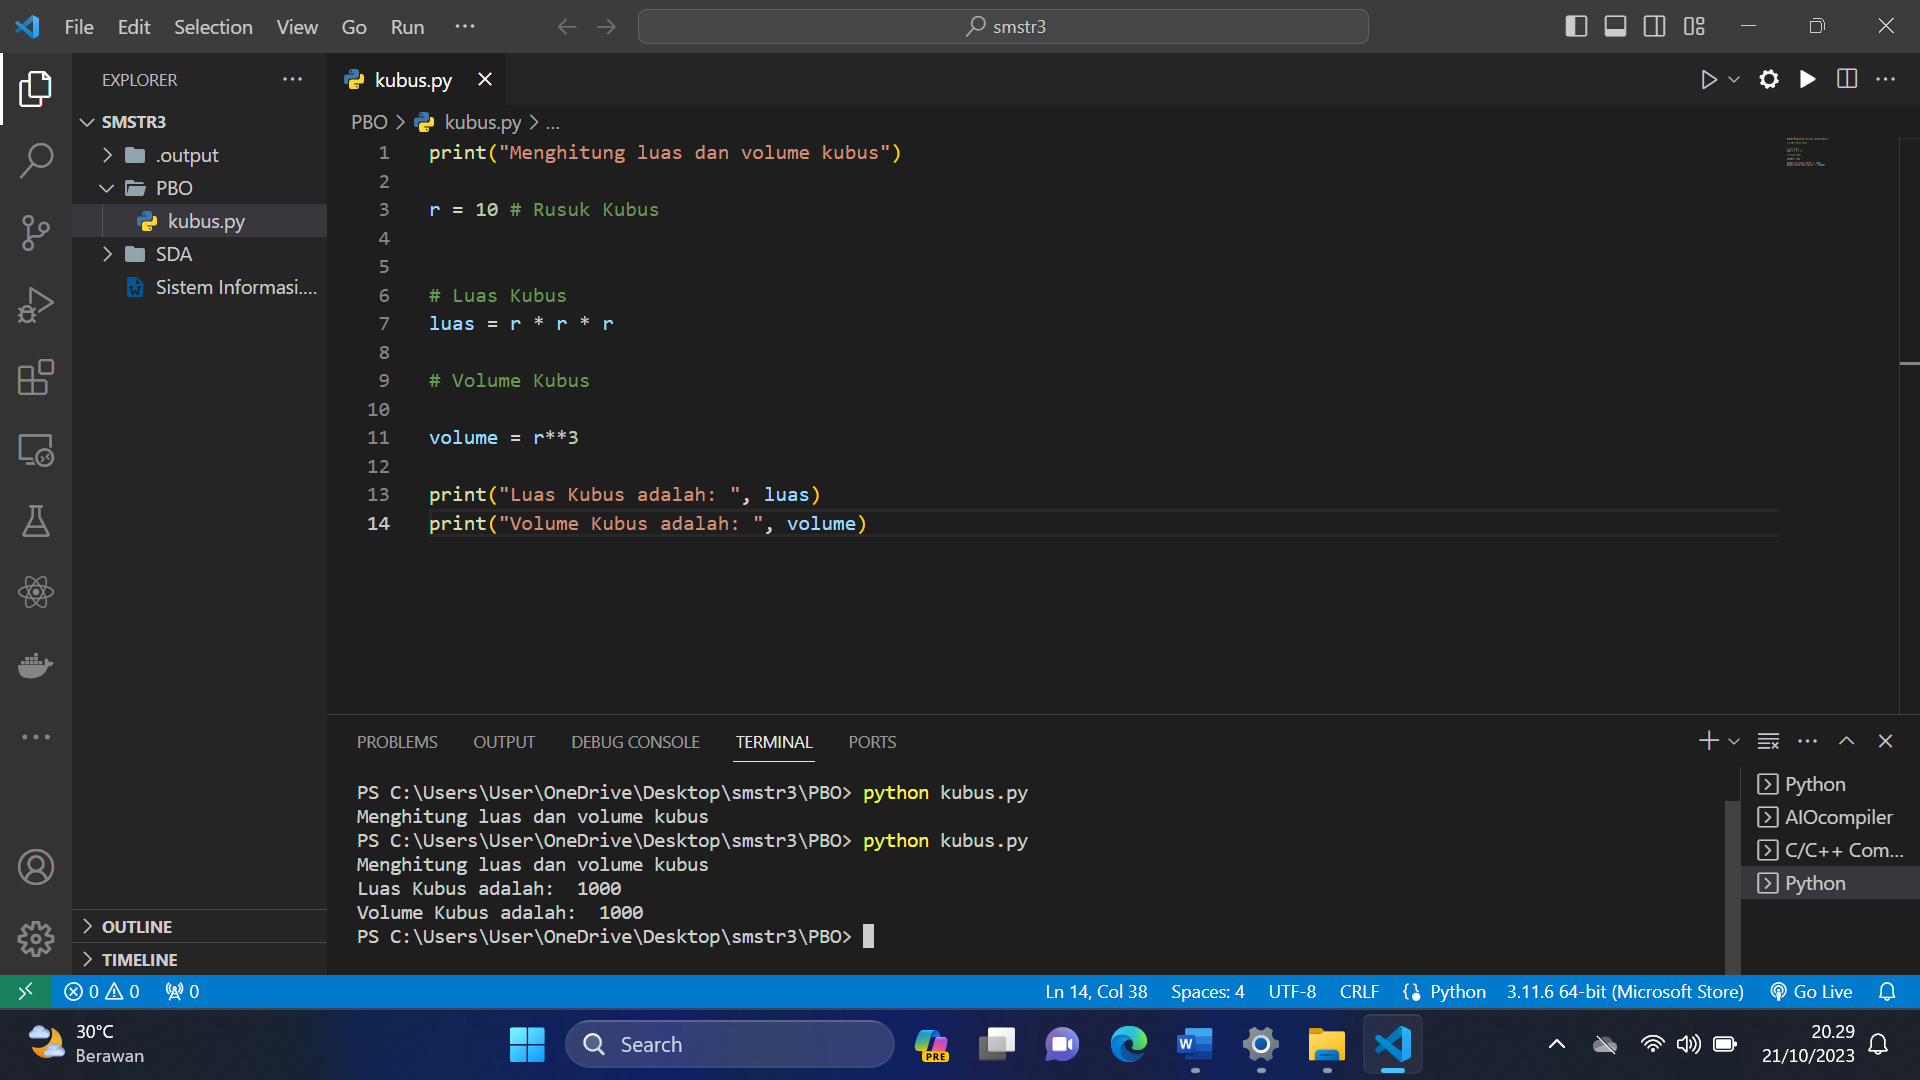 File Edit Selection View Go Run ...
smstr3
EXPLORER
SMSTR3
.output
PBO
kubus.py
SDA
Sistem Informasi....
kubus.py
PBO > kubus.py > ...
1 print("Menghitung luas dan volume kubus")
2
3 r = 10 # Rusuk Kubus
4
5
6 # Luas Kubus
7 luas = r * r * r
8
9 # Volume Kubus
10
11 volume = r**3
12
13 print("Luas Kubus adalah: ", luas)
14 print("Volume Kubus adalah: ", volume)
PROBLEMS OUTPUT DEBUG CONSOLE TERMINAL PORTS
PS C:\Users\User\OneDrive\Desktop\smstr3\PBO> python kubus.py
Menghitung luas dan volume kubus
PS C:\Users\User\OneDrive\Desktop\smstr3\PBO> python kubus.py
Menghitung luas dan volume kubus
Luas Kubus adalah:  1000
Volume Kubus adalah:  1000
PS C:\Users\User\OneDrive\Desktop\smstr3\PBO>
Python
AIOcompiler
C/C++ Com...
Python
OUTLINE
TIMELINE
0 0 0
Ln 14, Col 38 Spaces: 4 UTF-8 CRLF Python 3.11.6 64-bit (Microsoft Store) Go Live
30°C
Berawan
Search
PRE
W
20.29
21/10/2023